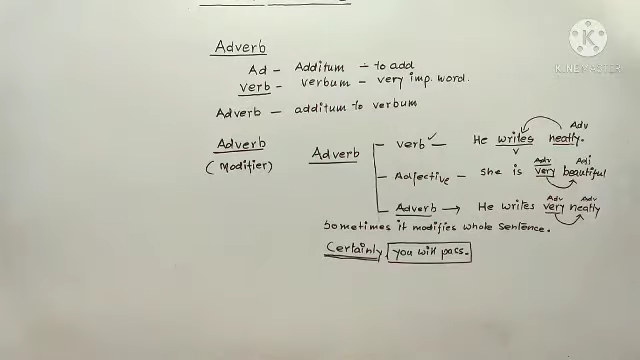 Adverb
Ad - Additum - to add
verb - verbum - very imp. word.
Adverb - additum to verbum
Adverb
(Modifier)
Adverb
verb ✓ - He writes neatly.
V Adv
Adjective - She is very beautiful
Adv Adj
Adverb → He writes very neatly
Adv Adv
Sometimes it modifies whole sentence.
Certainly, you will pass.
K
KINEMASTER